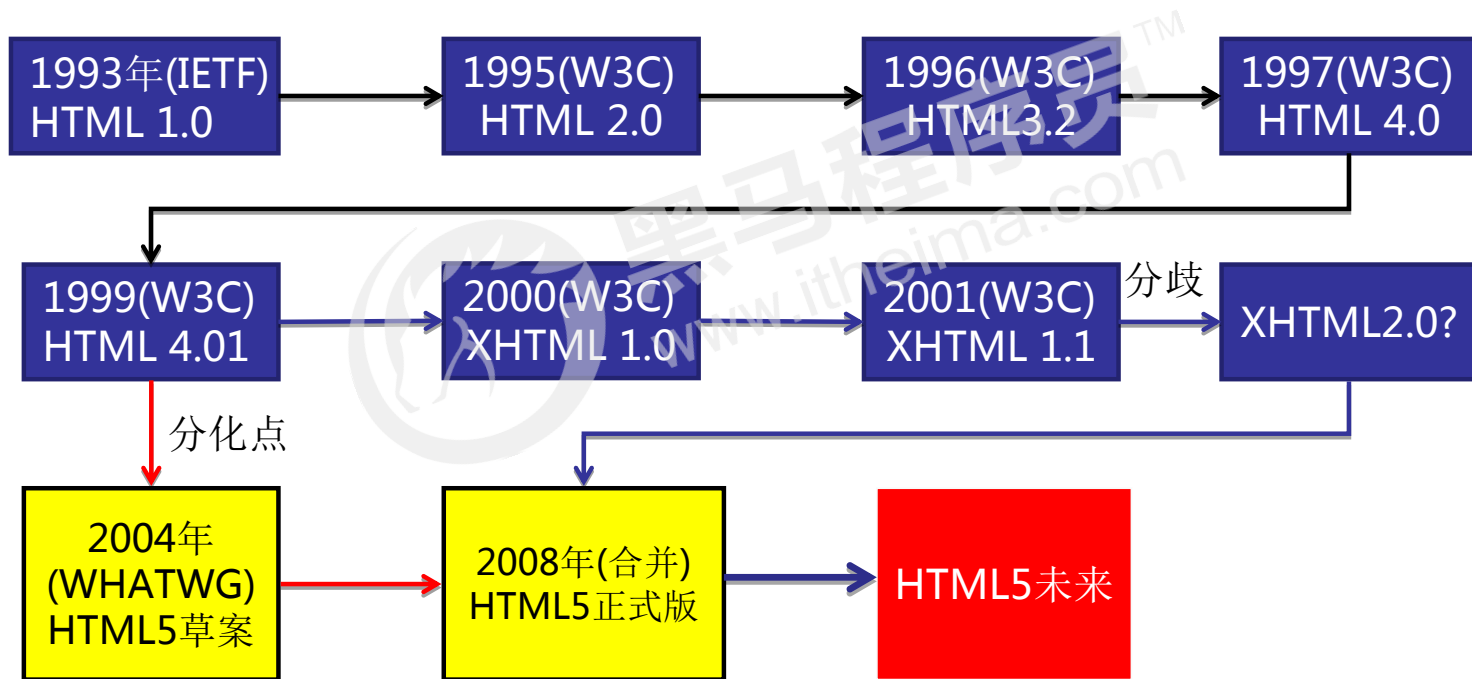 1993年(IETF)
HTML 1.0
1995(W3C)
HTML 2.0
1996(W3C)
HTML3.2
1997(W3C)
HTML 4.0
黑马程序员™
www.itheima.com
1999(W3C)
HTML 4.01
2000(W3C)
XHTML 1.0
2001(W3C)
XHTML 1.1
分歧
XHTML2.0?
分化点
2004年
(WHATWG)
HTML5草案
2008年(合并)
HTML5正式版
HTML5未来